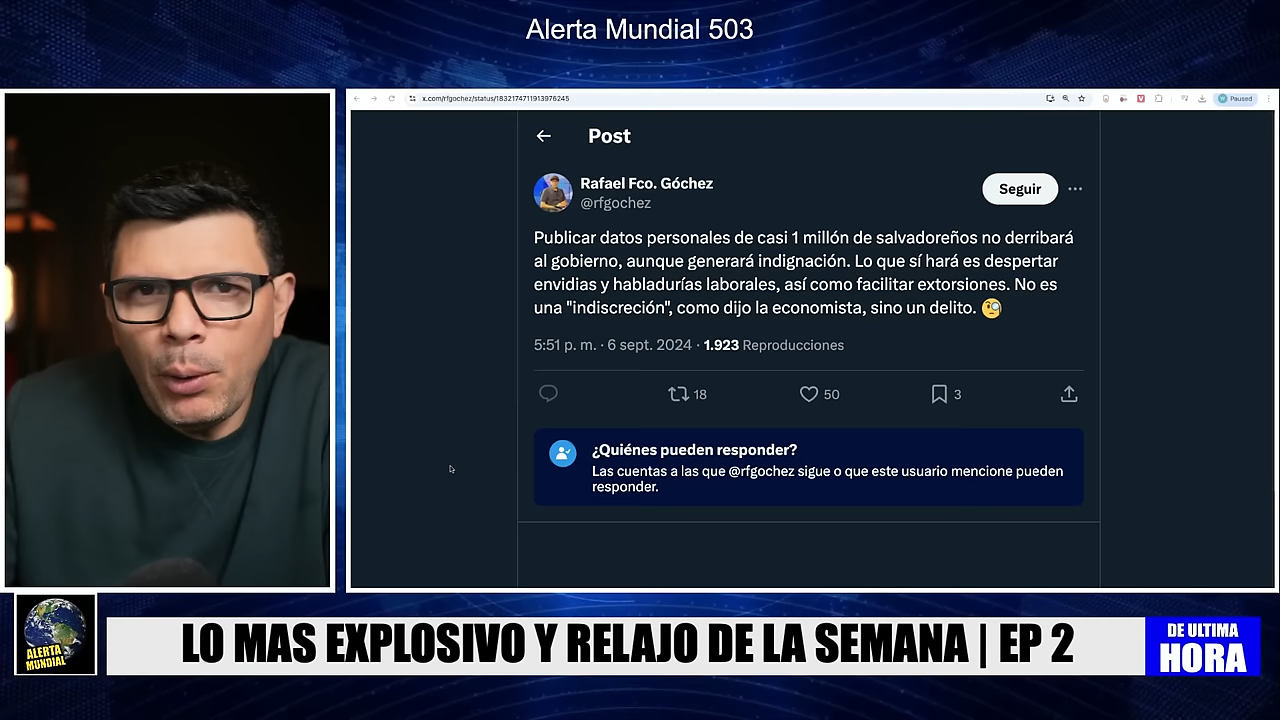 Alerta Mundial 503
x.com/rfgochez/status/1832174711913976245
Paused
Post
Rafael Fco. Góchez
@rfgochez
Seguir
Publicar datos personales de casi 1 millón de salvadoreños no derribará
al gobierno, aunque generará indignación. Lo que sí hará es despertar
envidias y habladurías laborales, así como facilitar extorsiones. No es
una "indiscreción", como dijo la economista, sino un delito. 🧐
5:51 p. m. · 6 sept. 2024 · 1.923 Reproducciones
18
50
3
¿Quiénes pueden responder?
Las cuentas a las que @rfgochez sigue o que este usuario mencione pueden
responder.
ALERTA
MUNDIAL
LO MAS EXPLOSIVO Y RELAJO DE LA SEMANA | EP 2
DE ULTIMA
HORA